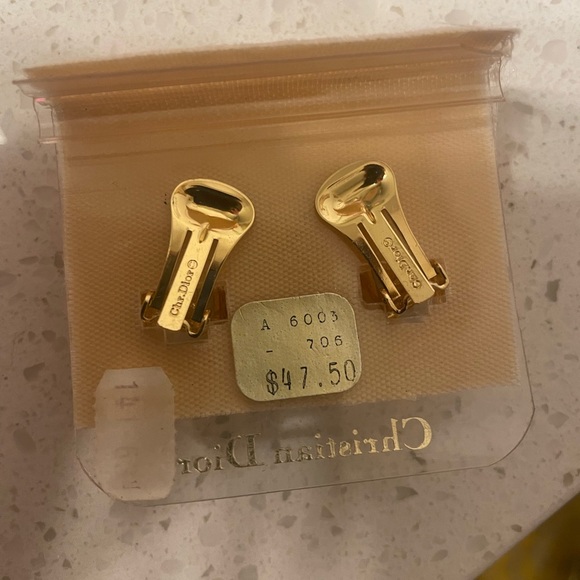 Chr.Dior©
Chr.Dior©
A 6003
- 706
$47.50
Christian Dior